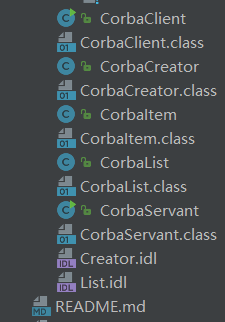 CorbaClient
CorbaClient.class
CorbaCreator
CorbaCreator.class
CorbaItem
CorbaItem.class
CorbaList
CorbaList.class
CorbaServant
CorbaServant.class
Creator.idl
List.idl
README.md